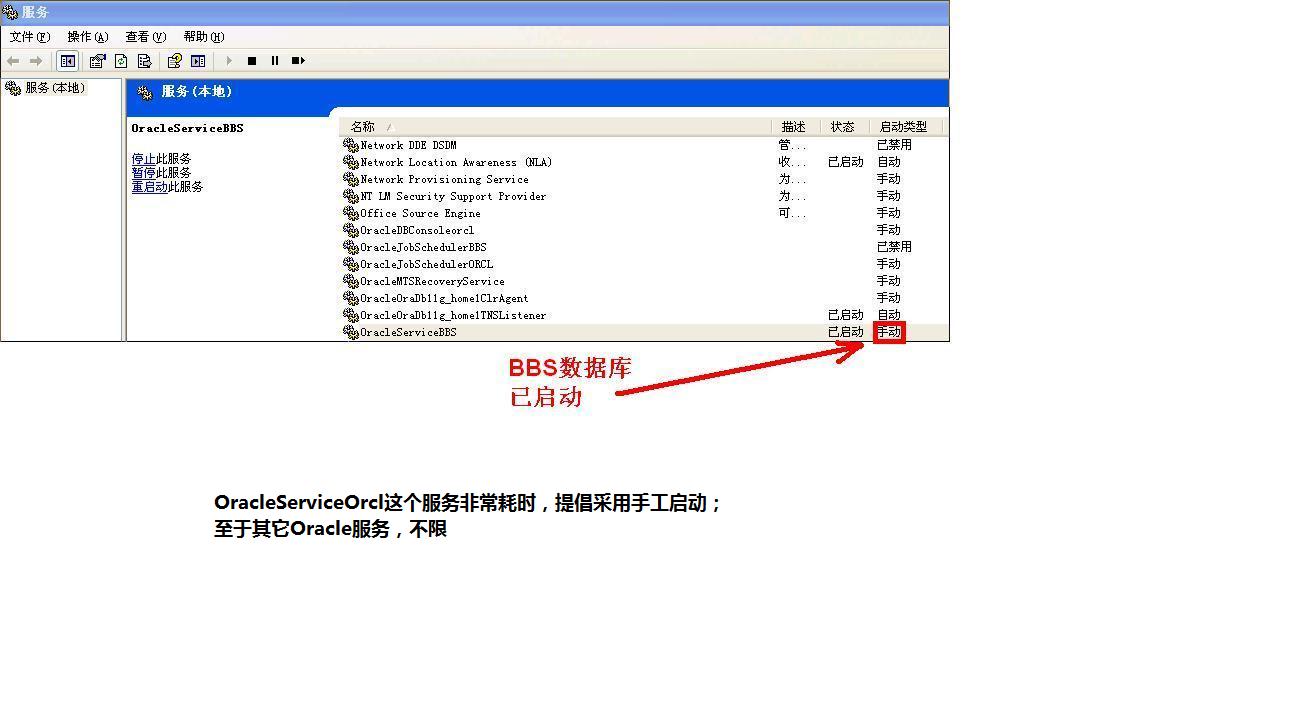 服务
文件(F) 操作(A) 查看(V) 帮助(H)
服务(本地)
服务(本地)
OracleServiceBBS
停止此服务
暂停此服务
重启动此服务
名称 描述 状态 启动类型
Network DDE DSDM 管... 已禁用
Network Location Awareness (NLA) 收... 已启动 自动
Network Provisioning Service 为... 手动
NT LM Security Support Provider 为... 手动
Office Source Engine 可... 手动
OracleDBConsoleorcl 手动
OracleJobSchedulerBBS 已禁用
OracleJobSchedulerORCL 手动
OracleMTSRecoveryService 手动
OracleOraDb11g_home1ClrAgent 手动
OracleOraDb11g_home1TNSListener 已启动 自动
OracleServiceBBS 已启动 手动
BBS数据库
已启动
OracleServiceOrcl这个服务非常耗时，提倡采用手工启动；
至于其它Oracle服务，不限